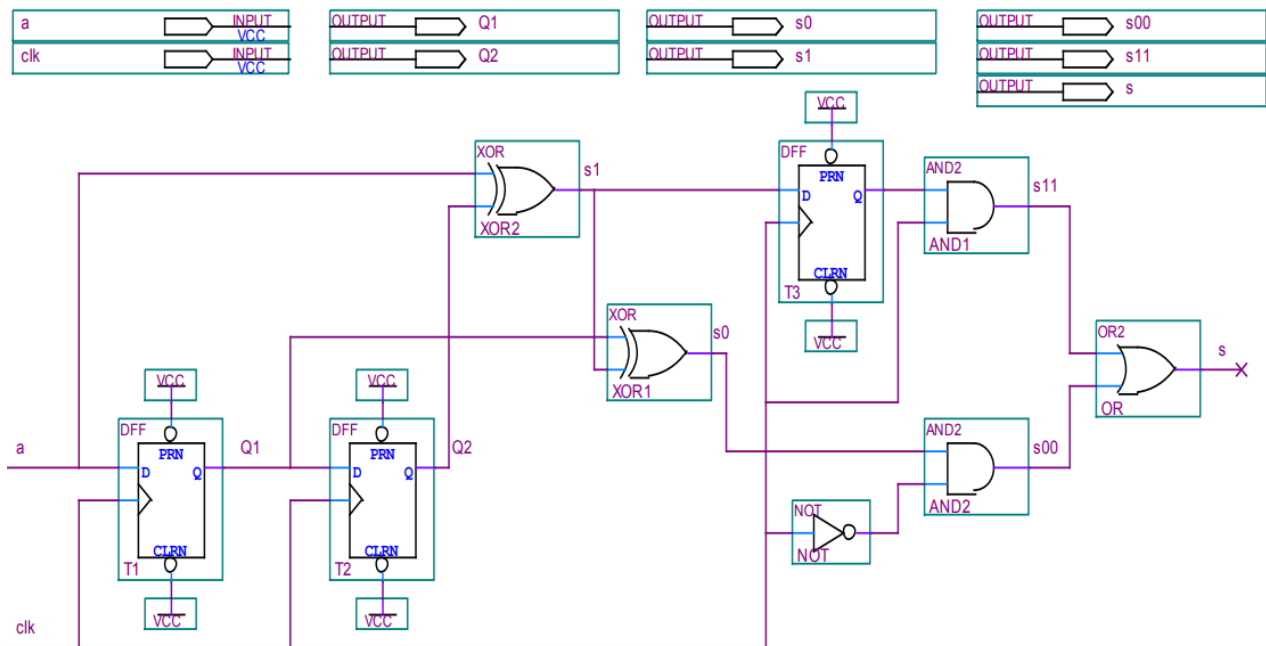 a INPUT VCC OUTPUT Q1 OUTPUT s0 OUTPUT s00
clk INPUT VCC OUTPUT Q2 OUTPUT s1 OUTPUT s11
OUTPUT s
VCC
XOR s1 DFF AND2 s11
PRN
D Q
XOR2 AND1
CLRN
T3
XOR s0 VCC OR2 s
XOR1
VCC VCC OR
DFF Q1 DFF Q2 AND2 s00
a PRN PRN
D Q D Q
AND2
NOT
CLRN CLRN NOT
T1 T2
VCC VCC
clk